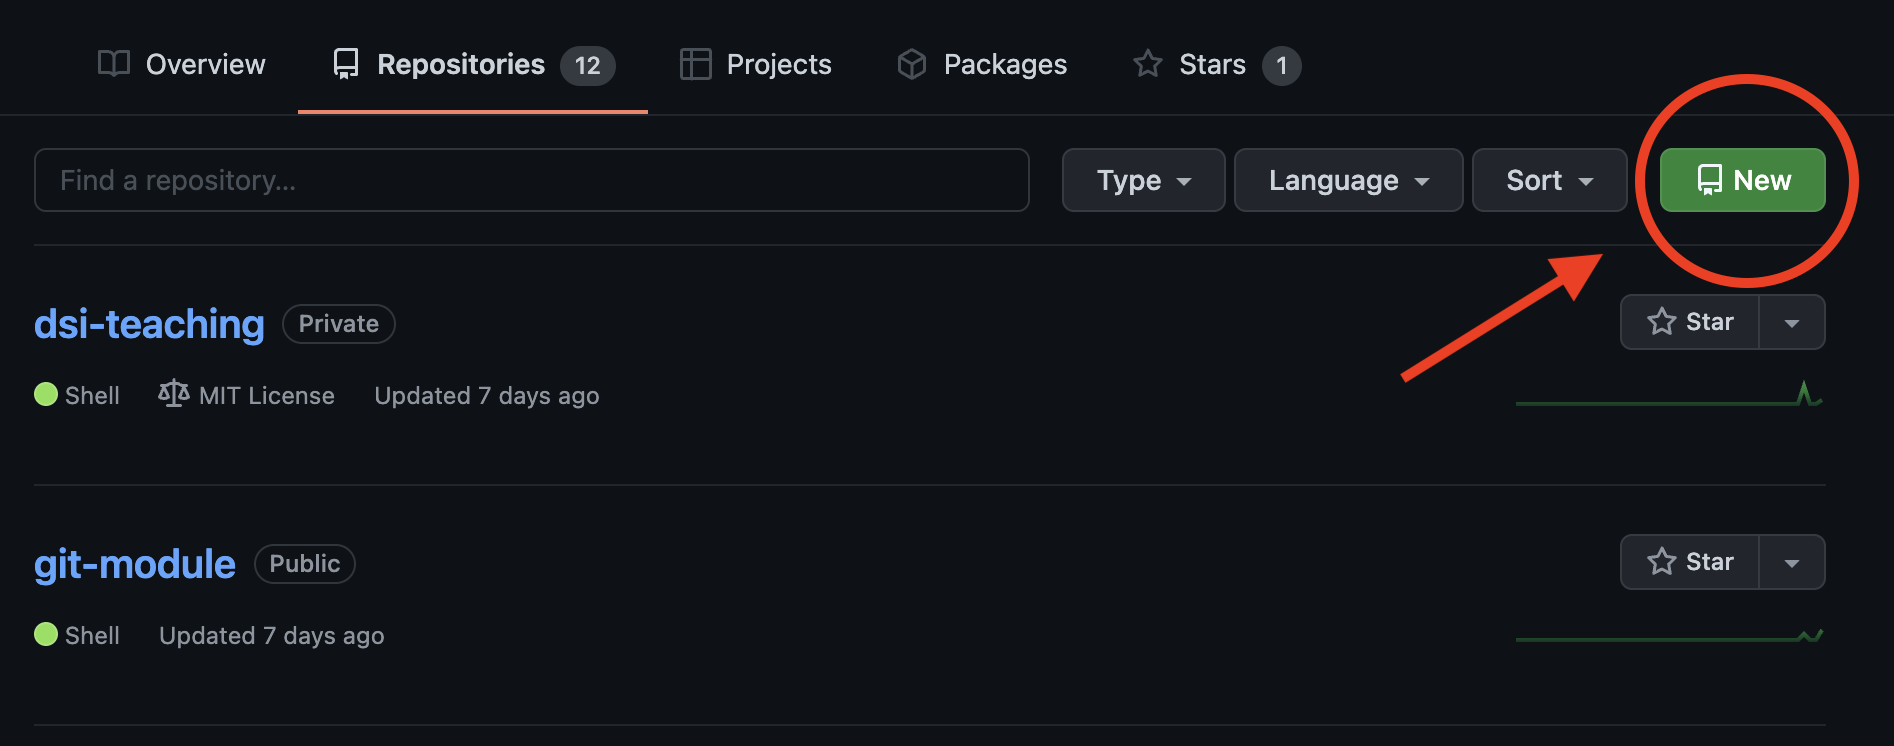 Overview Repositories 12 Projects Packages Stars 1
Find a repository... Type Language Sort New
dsi-teaching Private Star
Shell MIT License Updated 7 days ago
git-module Public Star
Shell Updated 7 days ago